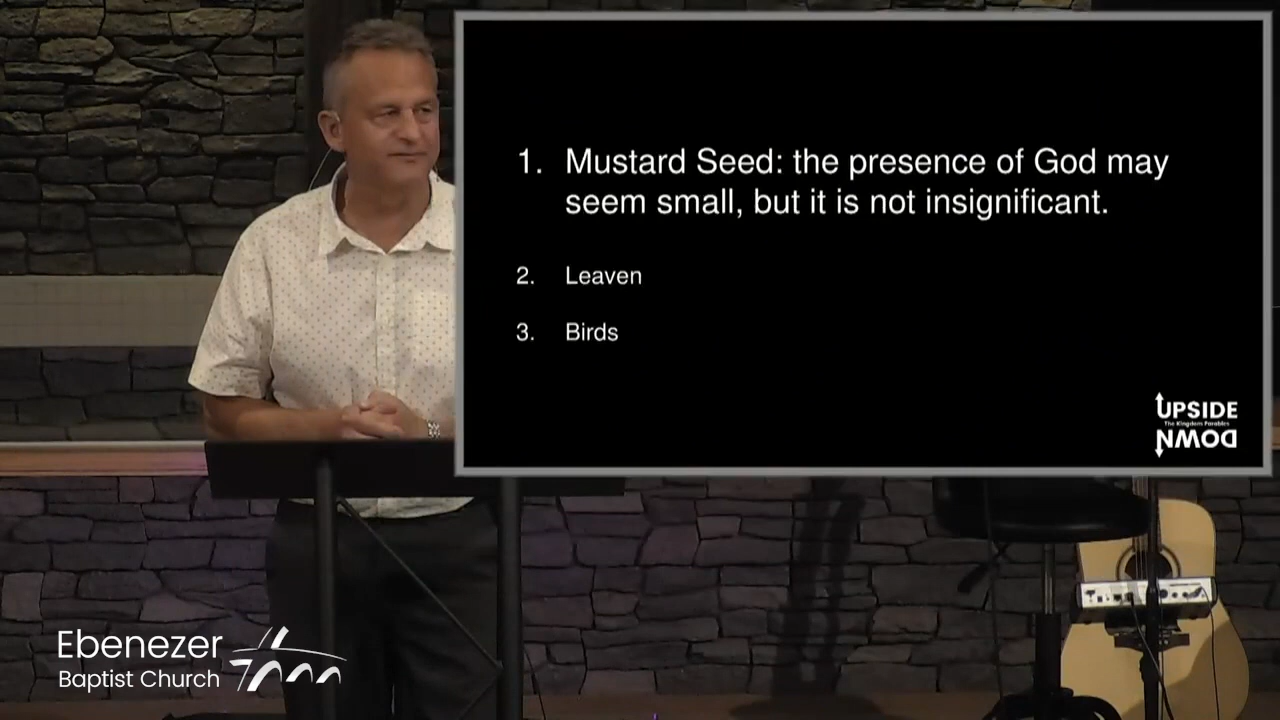 1. Mustard Seed: the presence of God may
seem small, but it is not insignificant.
2. Leaven
3. Birds
UPSIDE
The Kingdom Parables
DOWN
Ebenezer
Baptist Church